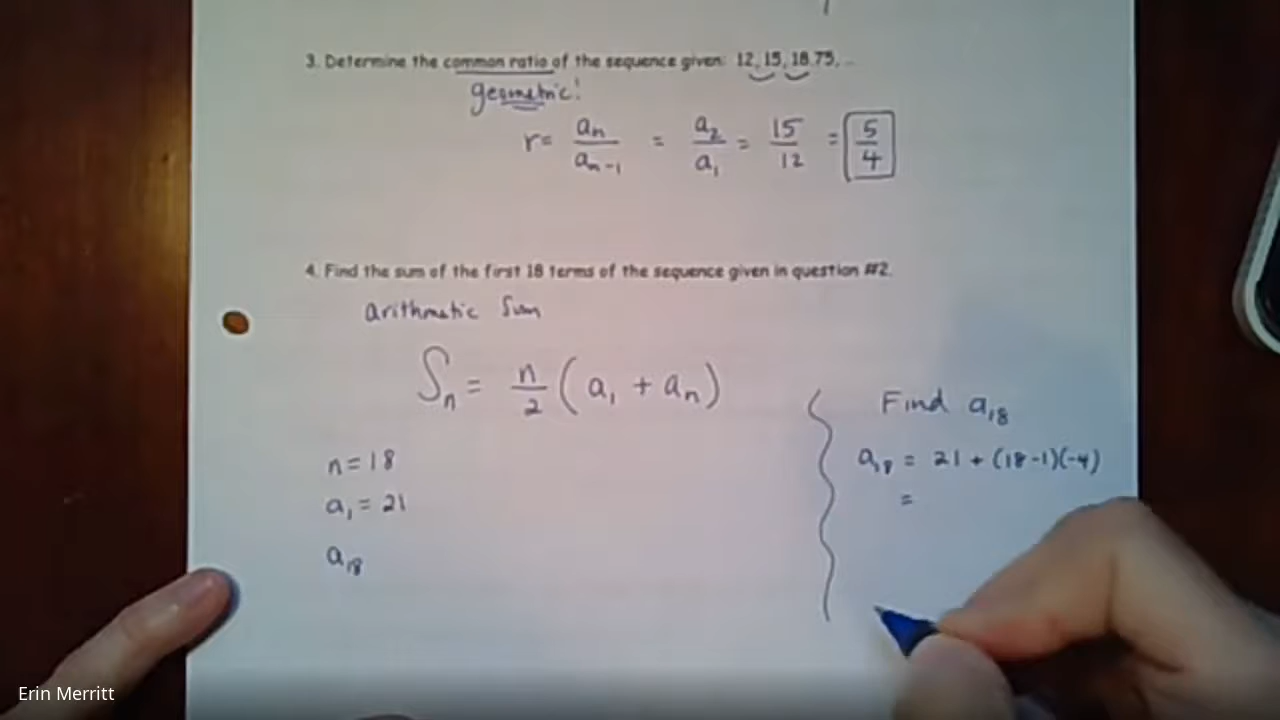 3. Determine the common ratio of the sequence given: 12, 15, 18.75, ...
geometric!
r = an/an-1 = a2/a1 = 15/12 = 5/4
4. Find the sum of the first 18 terms of the sequence given in question #2.
arithmatic Sum
Sn = n/2 (a1 + an)
n = 18
a1 = 21
a18
Find a18
a18 = 21 + (18-1)(-4)
=
Erin Merritt